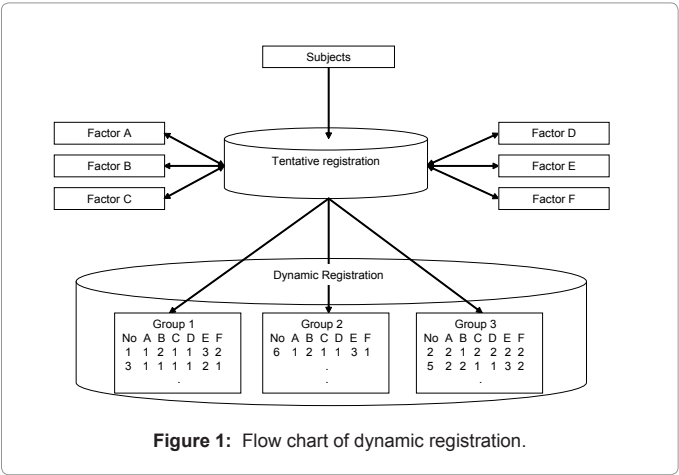 Subjects
Factor A
Factor B
Factor C
Tentative registration
Factor D
Factor E
Factor F
Dynamic Registration
Group 1
No A B C D E F
1 1 2 1 1 3 2
3 1 1 1 1 2 1
.
Group 2
No A B C D E F
6 1 2 1 1 3 1
.
.
Group 3
No A B C D E F
2 2 1 2 2 2 2
5 2 2 1 1 3 2
.
Figure 1: Flow chart of dynamic registration.